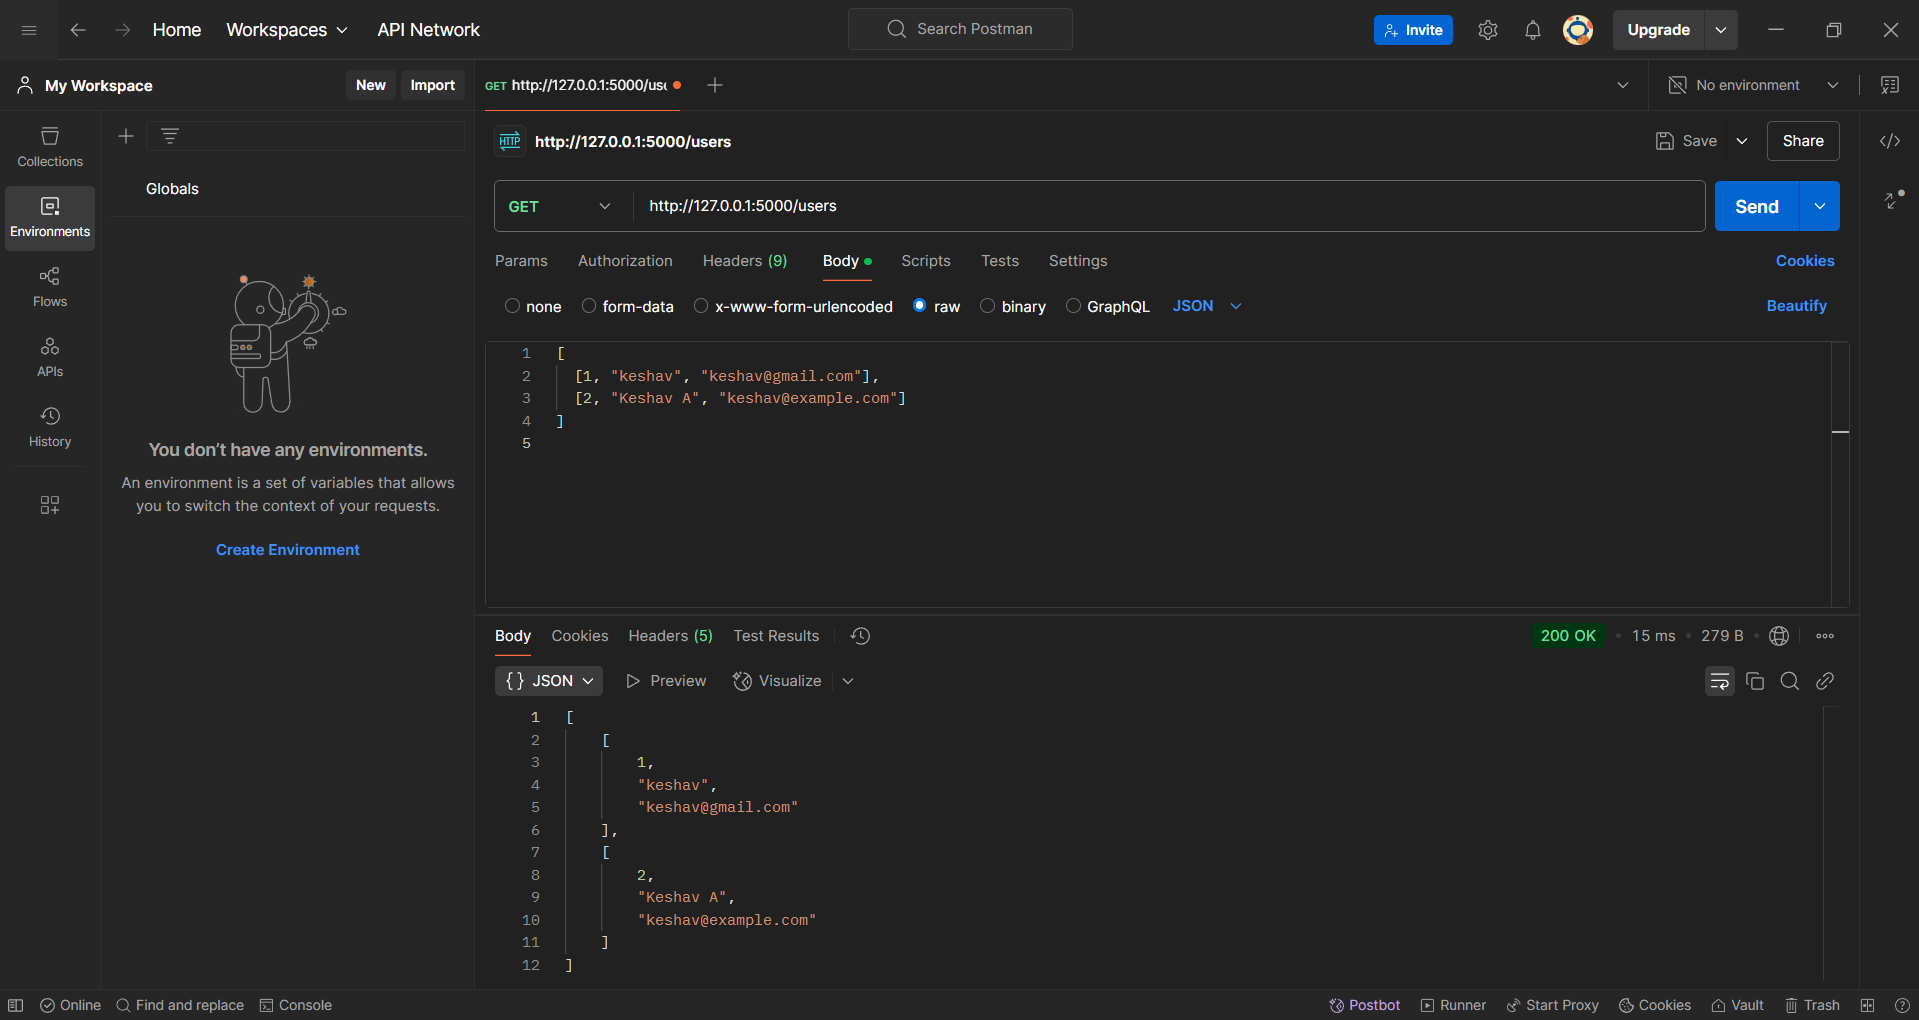 Home Workspaces API Network Search Postman Invite Upgrade
My Workspace New Import GET http://127.0.0.1:5000/use No environment
Collections
Environments
Flows
APIs
History
Globals
You don’t have any environments.
An environment is a set of variables that allows
you to switch the context of your requests.
Create Environment
HTTP http://127.0.0.1:5000/users Save Share
GET http://127.0.0.1:5000/users Send
Params Authorization Headers (9) Body Scripts Tests Settings Cookies
none form-data x-www-form-urlencoded raw binary GraphQL JSON Beautify
1 [
2 [1, "keshav", "keshav@gmail.com"],
3 [2, "Keshav A", "keshav@example.com"]
4 ]
5
Body Cookies Headers (5) Test Results 200 OK • 15 ms • 279 B •
{} JSON Preview Visualize
1 [
2 [
3 1,
4 "keshav",
5 "keshav@gmail.com"
6 ],
7 [
8 2,
9 "Keshav A",
10 "keshav@example.com"
11 ]
12 ]
Online Find and replace Console Postbot Runner Start Proxy Cookies Vault Trash